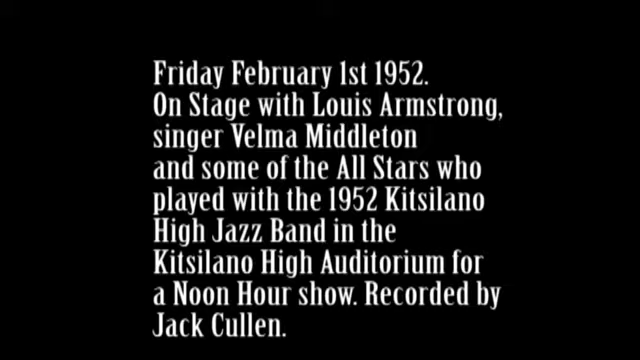 Friday February 1st 1952.
On Stage with Louis Armstrong,
singer Velma Middleton
and some of the All Stars who
played with the 1952 Kitsilano
High Jazz Band in the
Kitsilano High Auditorium for
a Noon Hour show. Recorded by
Jack Cullen.